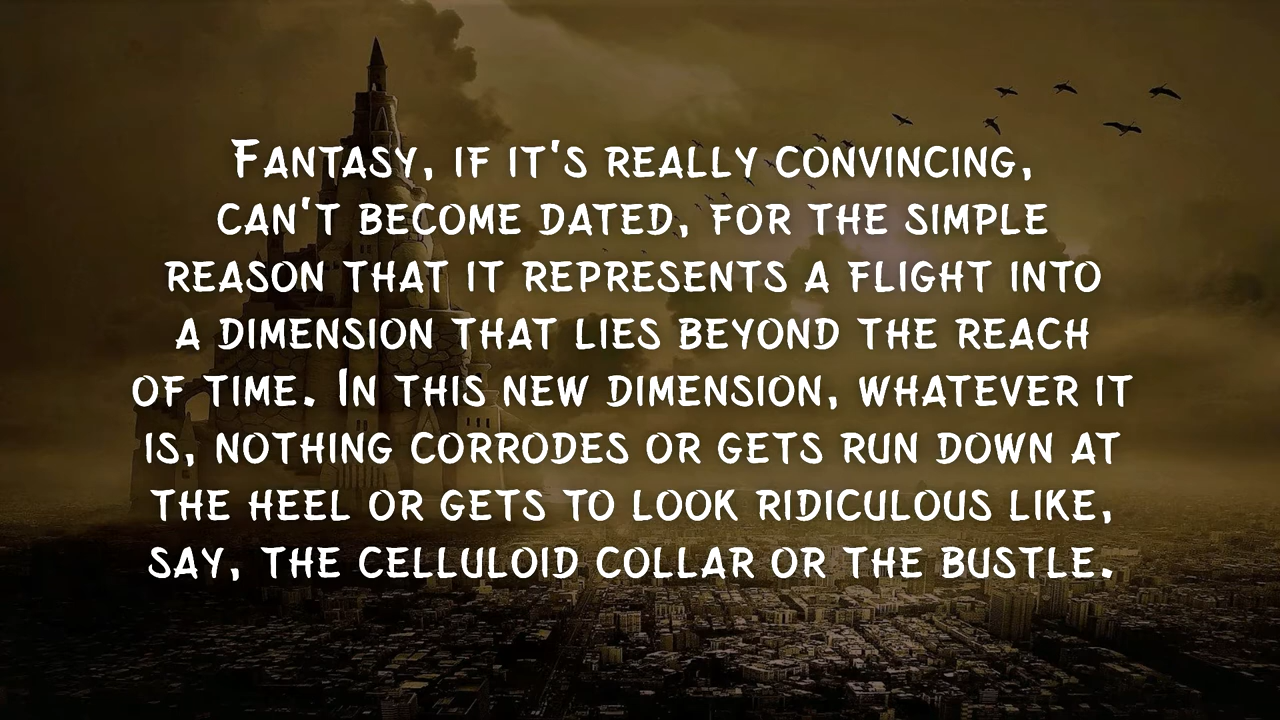 Fantasy, if it's really convincing,
can't become dated, for the simple
reason that it represents a flight into
a dimension that lies beyond the reach
of time. In this new dimension, whatever it
is, nothing corrodes or gets run down at
the heel or gets to look ridiculous like,
say, the celluloid collar or the bustle.